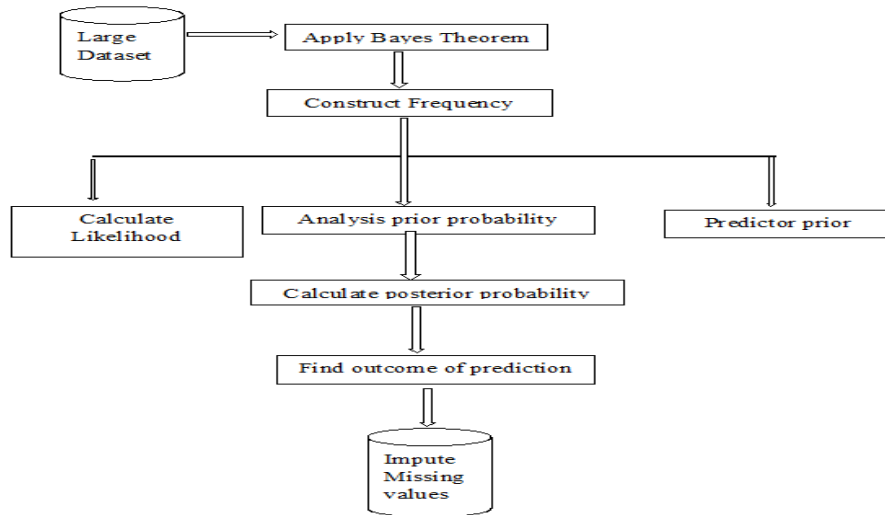 Large
Dataset
Apply Bayes Theorem
Construct Frequency
Calculate
Likelihood
Analysis prior probability
Predictor prior
Calculate posterior probability
Find outcome of prediction
Impute
Missing
values